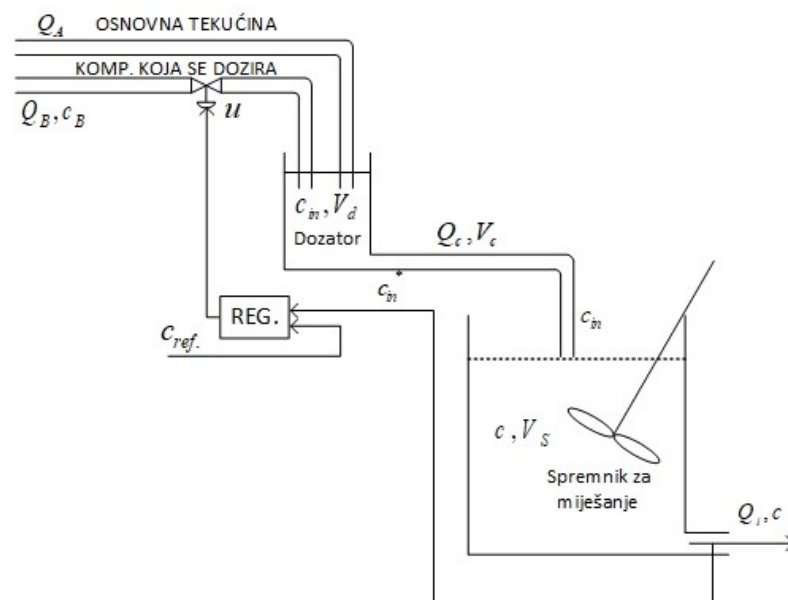 Q_A OSNOVNA TEKUĆINA
KOMP. KOJA SE DOZIRA
Q_B, c_B
u
c_in, V_d
Dozator
Q_c, V_c
c_in*
c_in
REG.
c_ref.
c, V_S
Spremnik za
miješanje
Q_i, c